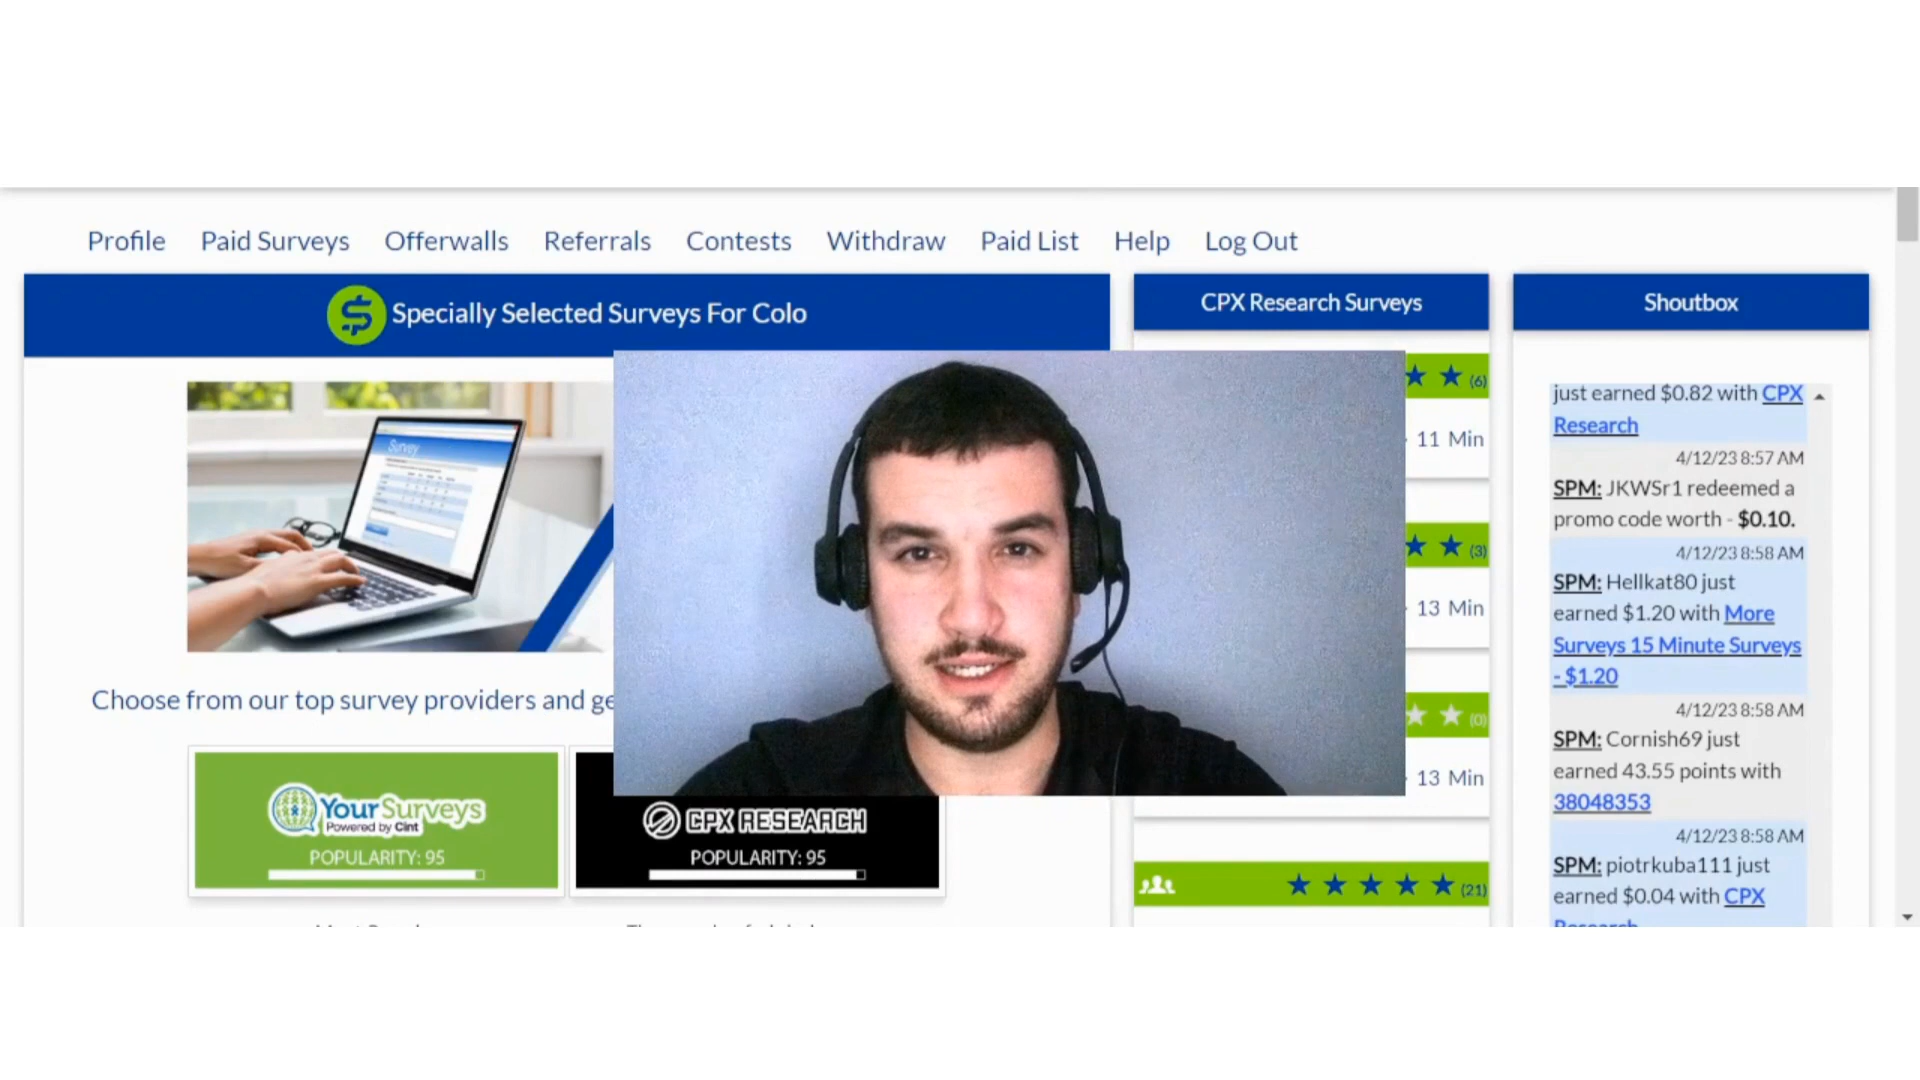 Profile Paid Surveys Offerwalls Referrals Contests Withdraw Paid List Help Log Out
Specially Selected Surveys For Colo
Survey
Choose from our top survey providers and ge
YourSurveys
Powered by Cint
POPULARITY: 95
CPX RESEARCH
POPULARITY: 95
CPX Research Surveys
(6)
11 Min
(3)
13 Min
(0)
13 Min
(21)
Shoutbox
just earned $0.82 with CPX
Research
4/12/23 8:57 AM
SPM: JKWSr1 redeemed a
promo code worth - $0.10.
4/12/23 8:58 AM
SPM: Hellkat80 just
earned $1.20 with More
Surveys 15 Minute Surveys
- $1.20
4/12/23 8:58 AM
SPM: Cornish69 just
earned 43.55 points with
38048353
4/12/23 8:58 AM
SPM: piotrkuba111 just
earned $0.04 with CPX
Research